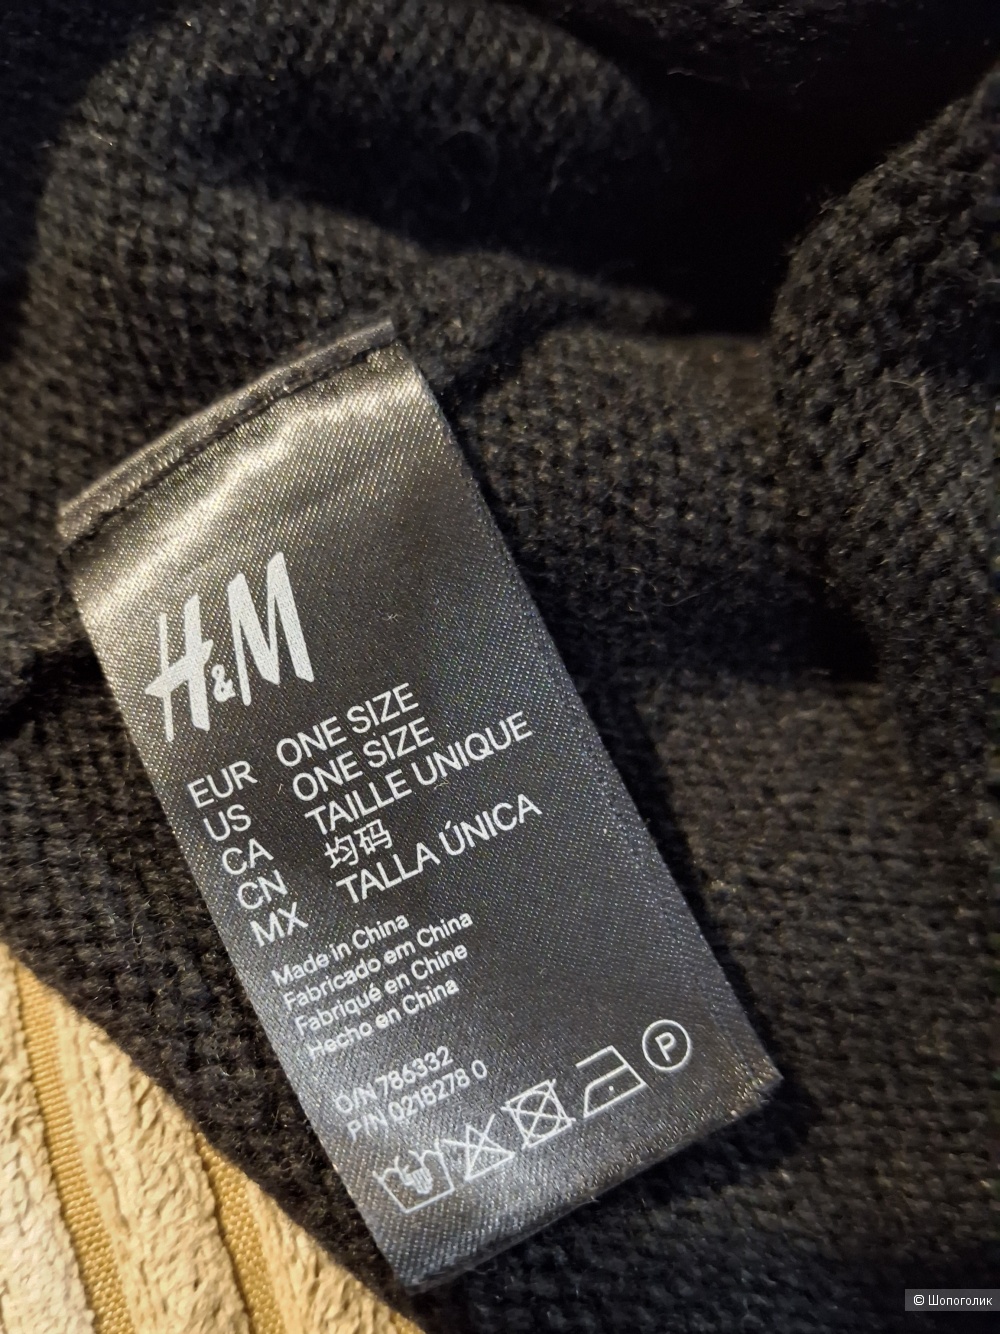 H&M
EUR ONE SIZE
US ONE SIZE
CA TAILLE UNIQUE
CN 均码
MX TALLA ÚNICA
Made in China
Fabricado em China
Fabriqué en Chine
Hecho en China
O/N 786332
P/N 0218278 0
P
© Шопоголик